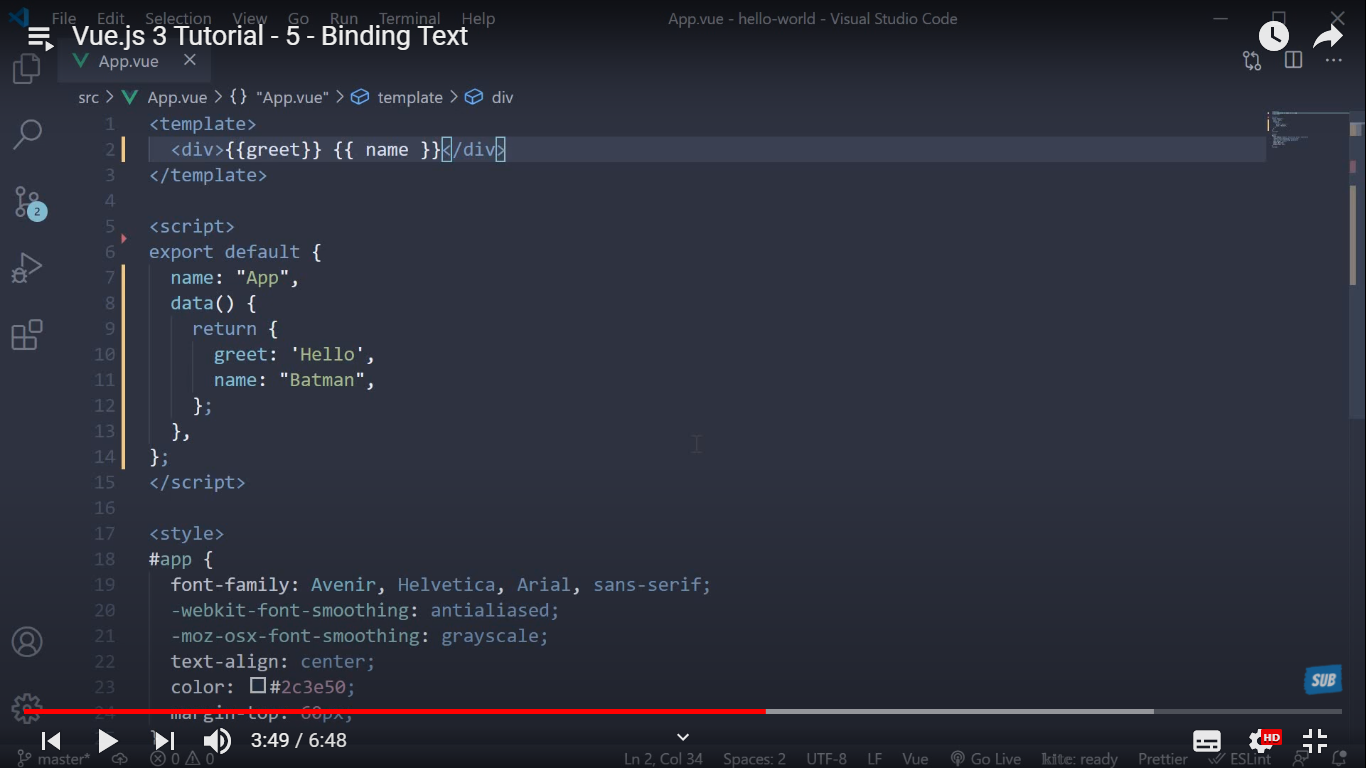 File Edit Selection View Go Run Terminal Help
App.vue - hello-world - Visual Studio Code
Vue.js 3 Tutorial - 5 - Binding Text
App.vue
src > App.vue > {} "App.vue" > template > div
1 <template>
2 <div>{{greet}} {{ name }}</div>
3 </template>
4
5 <script>
6 export default {
7 name: "App",
8 data() {
9 return {
10 greet: 'Hello',
11 name: "Batman",
12 };
13 },
14 };
15 </script>
16
17 <style>
18 #app {
19 font-family: Avenir, Helvetica, Arial, sans-serif;
20 -webkit-font-smoothing: antialiased;
21 -moz-osx-font-smoothing: grayscale;
22 text-align: center;
23 color: #2c3e50;
24 margin-top: 60px;
2
SUB
3:49 / 6:48
HD
master* 0 0 Ln 2, Col 34 Spaces: 2 UTF-8 LF Vue Go Live kite: ready Prettier ESLint